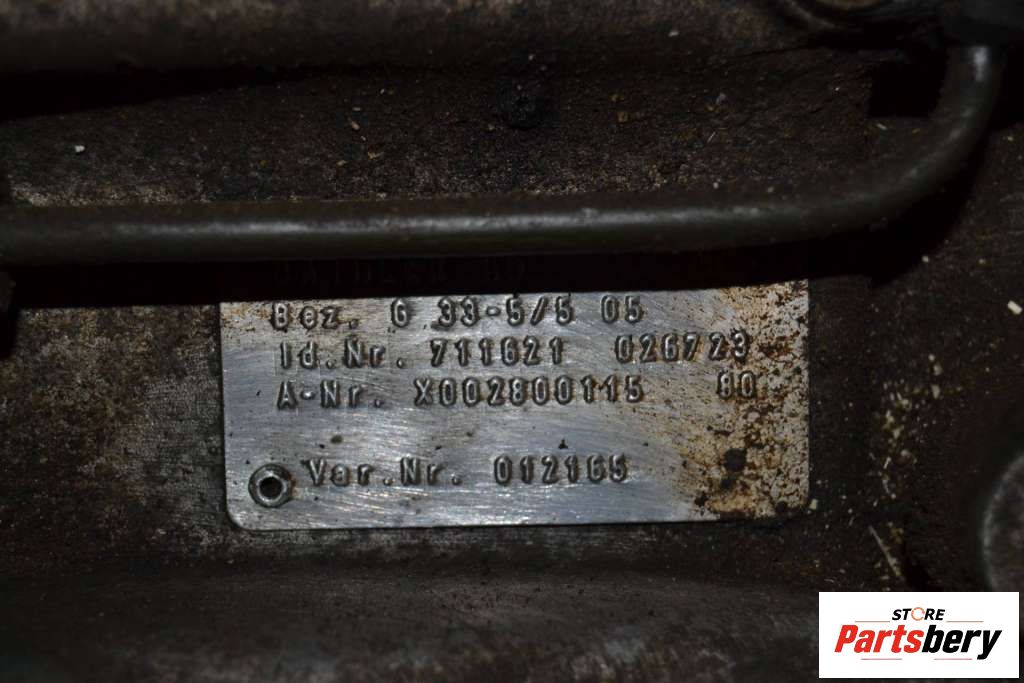 Bez. G 33-5/5 05
Id.Nr. 711621 026723
A-Nr. X002800115 80
Var.Nr. 012165
STORE
Partsbery